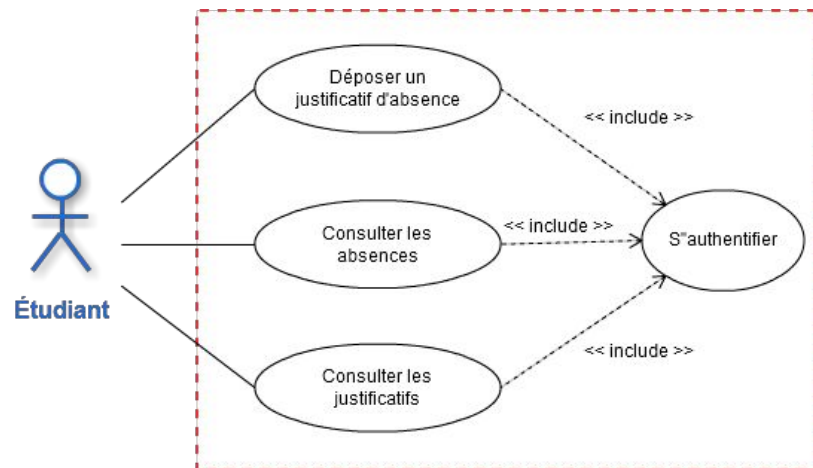 Déposer un
justificatif d'absence
<< include >>
Consulter les
absences
<< include >>
S"authentifier
Étudiant
<< include >>
Consulter les
justificatifs